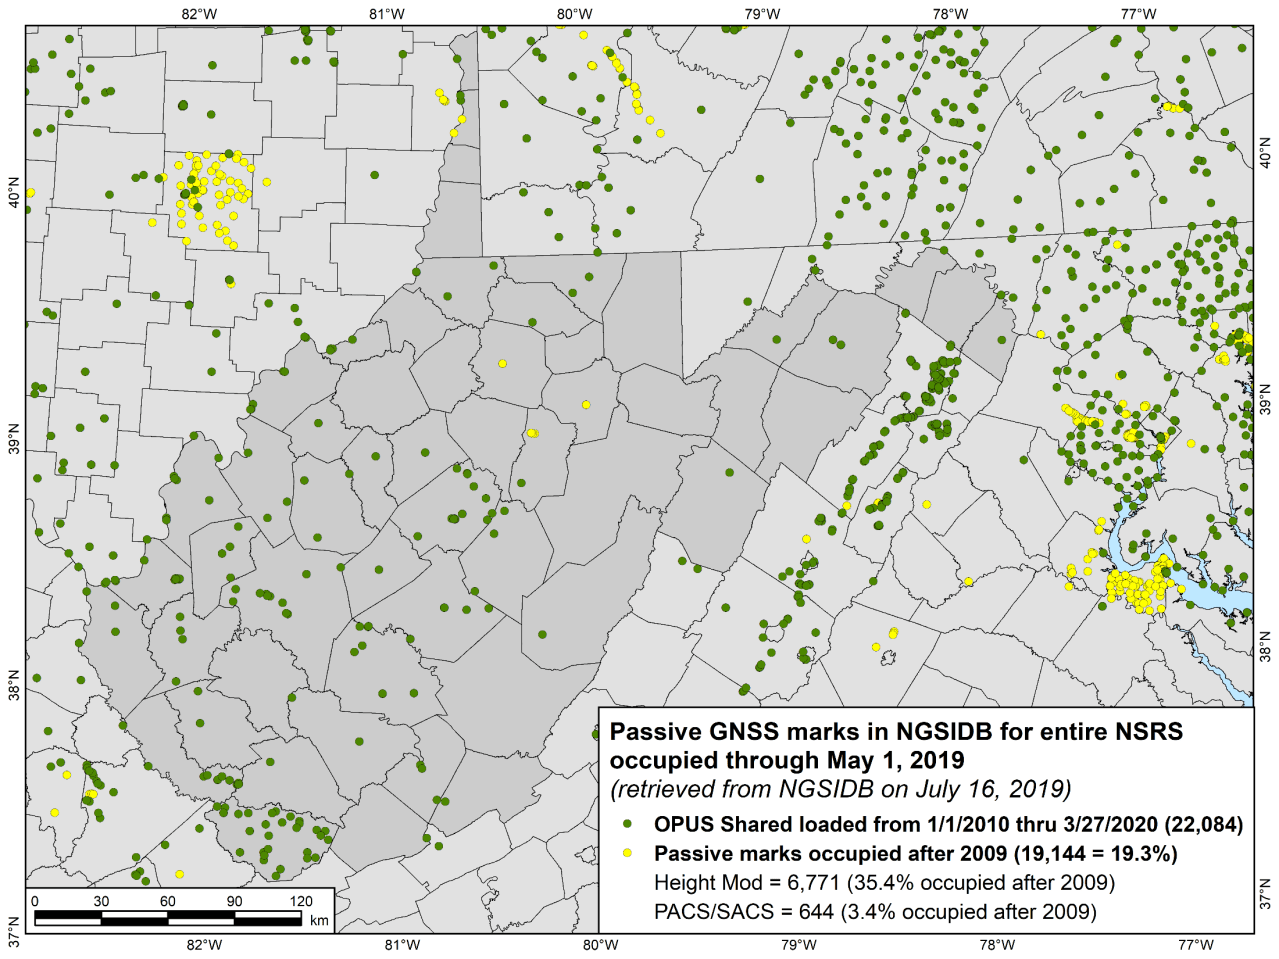 82°W 81°W 80°W 79°W 78°W 77°W
40°N 40°N
39°N 39°N
38°N 38°N
37°N 37°N
Passive GNSS marks in NGSIDB for entire NSRS
occupied through May 1, 2019
(retrieved from NGSIDB on July 16, 2019)
OPUS Shared loaded from 1/1/2010 thru 3/27/2020 (22,084)
Passive marks occupied after 2009 (19,144 = 19.3%)
Height Mod = 6,771 (35.4% occupied after 2009)
PACS/SACS = 644 (3.4% occupied after 2009)
0 30 60 90 120
km
82°W 81°W 80°W 79°W 78°W 77°W